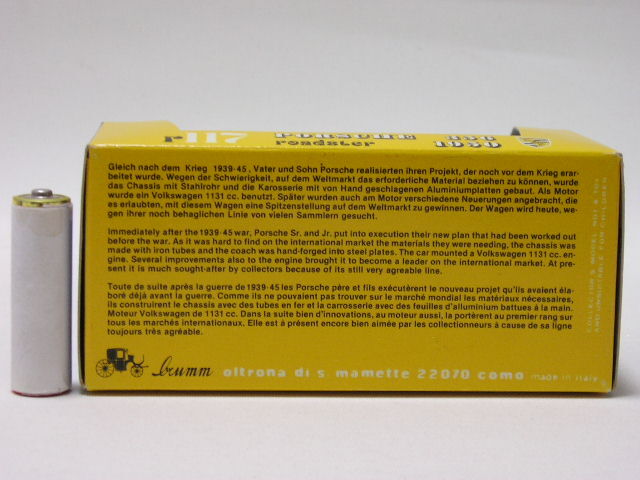 r117 PORSCHE 356
roadster 1950
Gleich nach dem Krieg 1939-45, Vater und Sohn Porsche realisierten ihren Projekt, der noch vor dem Krieg erar-
beitet wurde. Wegen der Schwierigkeit, auf dem Weltmarkt das erforderliche Material beziehen zu können, wurde
das Chassis mit Stahlrohr und die Karosserie mit von Hand geschlagenen Aluminiumplatten gebaut. Als Motor
wurde ein Volkswagen 1131 cc. benutzt. Später wurden auch am Motor verschiedene Neuerungen angebracht, die
es erlaubten, mit diesem Wagen eine Spitzenstellung auf dem Weltmarkt zu gewinnen. Der Wagen wird heute, we-
gen ihrer noch behaglichen Linie von vielen Sammlern gesucht.
Immediately after the 1939-45 war, Porsche Sr. and Jr. put into execution their new plan that had been worked out
before the war. As it was hard to find on the international market the materials they were needing, the chassis was
made with iron tubes and the coach was hand-forged into steel plates. The car mounted a Volkswagen 1131 cc. en-
gine. Several improvements also to the engine brought it to become a leader on the international market. At pre-
sent it is much sought-after by collectors because of its still very agreable line.
Toute de suite après la guerre de 1939-45 les Porsche père et fils exécutèrent le nouveau projet qu'ils avaient éla-
boré déjà avant la guerre. Comme ils ne pouvaient pas trouver sur le marché mondial les matériaux nécessaires,
ils construirent le chassis avec des tubes en fer et la carrosserie avec des feuilles d'aluminium battues à la main.
Moteur Volkswagen de 1131 cc. Dans la suite bien d'innovations, au moteur aussi, la portèrent au premier rang sur
tous les marchés internationaux. Elle est à présent encore bien aimée par les collectionneurs à cause de sa ligne
toujours très agréable.
Brumm oltrona di s. mamette 22070 como made in italy
COLLECTOR'S MODEL NOT A TOY
AND UNSUITABLE FOR CHILDREN